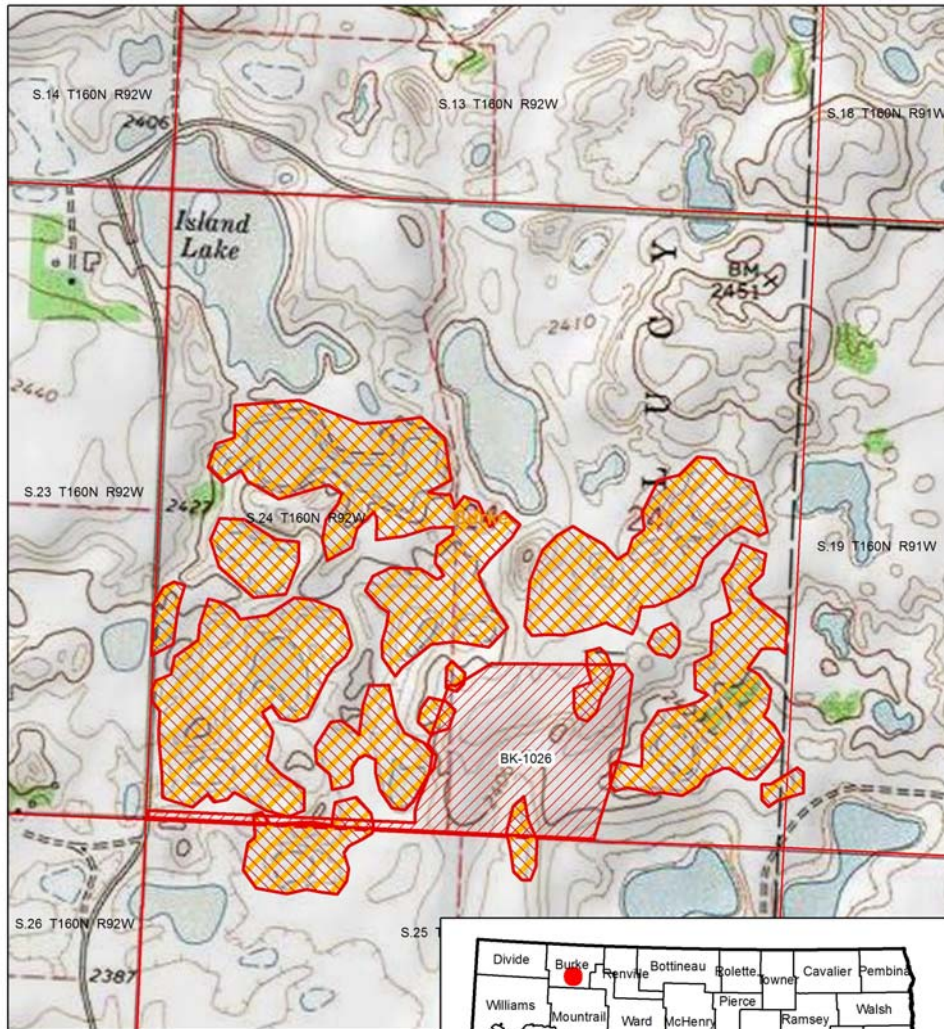 S.14 T160N R92W
S.13 T160N R92W
S.18 T160N R91W
2406
Island
Lake
BM
2451
2410
2440
L U C Y
S.23 T160N R92W
2427
S.24 T160N R92W
24
S.19 T160N R91W
BK-1026
S.26 T160N R92W
S.25
2387
Divide
Burke
Renville
Bottineau
Rolette
Towner
Cavalier
Pembina
Williams
Mountrail
Ward
McHenry
Pierce
Ramsey
Walsh